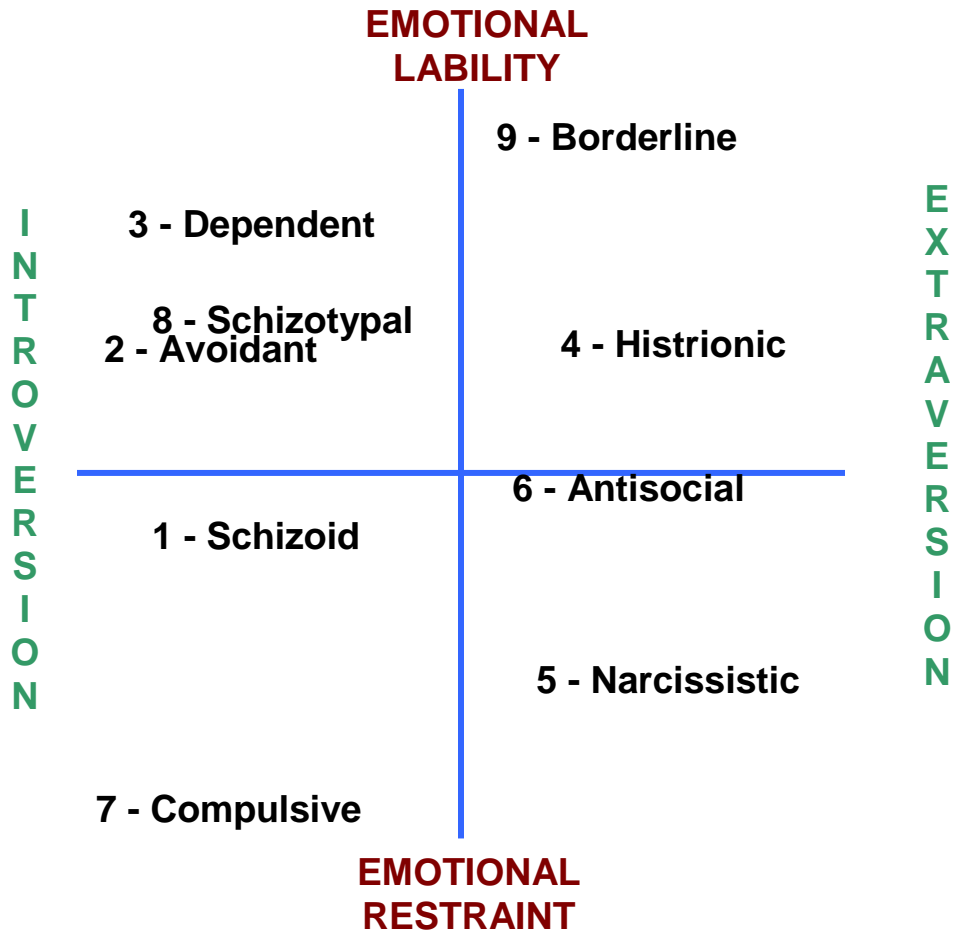 EMOTIONAL
LABILITY
9 - Borderline
3 - Dependent
8 - Schizotypal
2 - Avoidant
4 - Histrionic
6 - Antisocial
1 - Schizoid
5 - Narcissistic
7 - Compulsive
EMOTIONAL
RESTRAINT
INTROVERSION
EXTRAVERSION